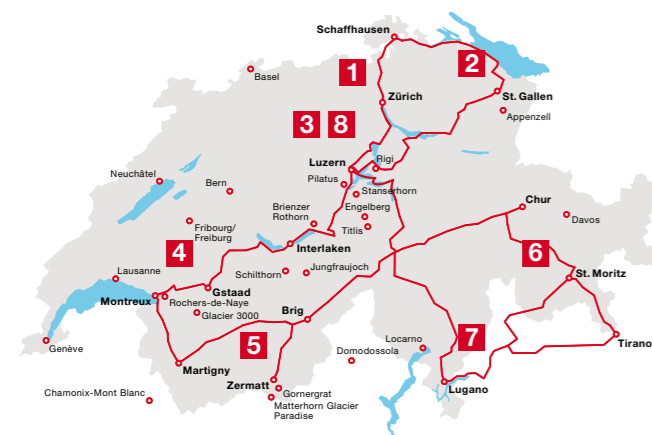 Schaffhausen
1
2
Basel
Zürich
St. Gallen
Appenzell
3
8
Luzern
Rigi
Pilatus
Stanserhorn
Neuchâtel
Bern
Engelberg
Brienzer
Rothorn
Titlis
Chur
Davos
Fribourg/
Freiburg
4
Interlaken
6
Lausanne
Schilthorn
Jungfraujoch
St. Moritz
Gstaad
Montreux
Rochers-de-Naye
Glacier 3000
Brig
5
7
Genève
Locarno
Tirano
Domodossola
Martigny
Zermatt
Lugano
Gornergrat
Chamonix-Mont Blanc
Matterhorn Glacier
Paradise